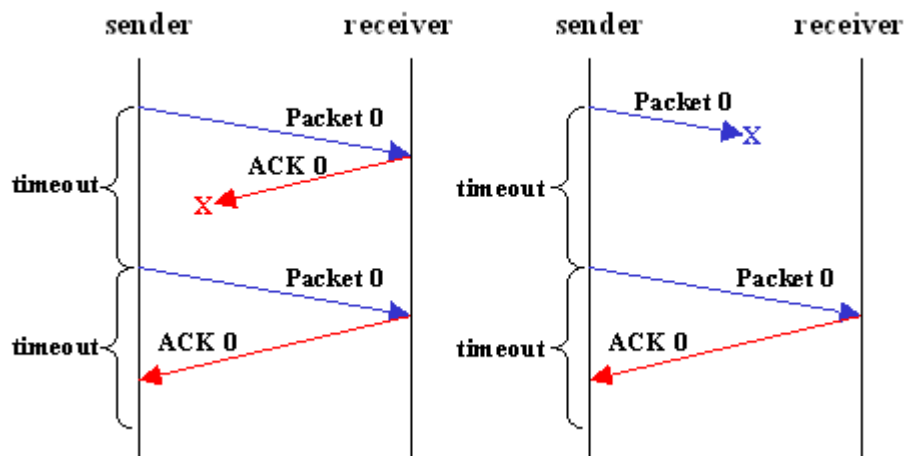 sender receiver sender receiver
Packet 0 Packet 0
ACK 0
timeout timeout
X X
Packet 0 Packet 0
ACK 0 ACK 0
timeout timeout